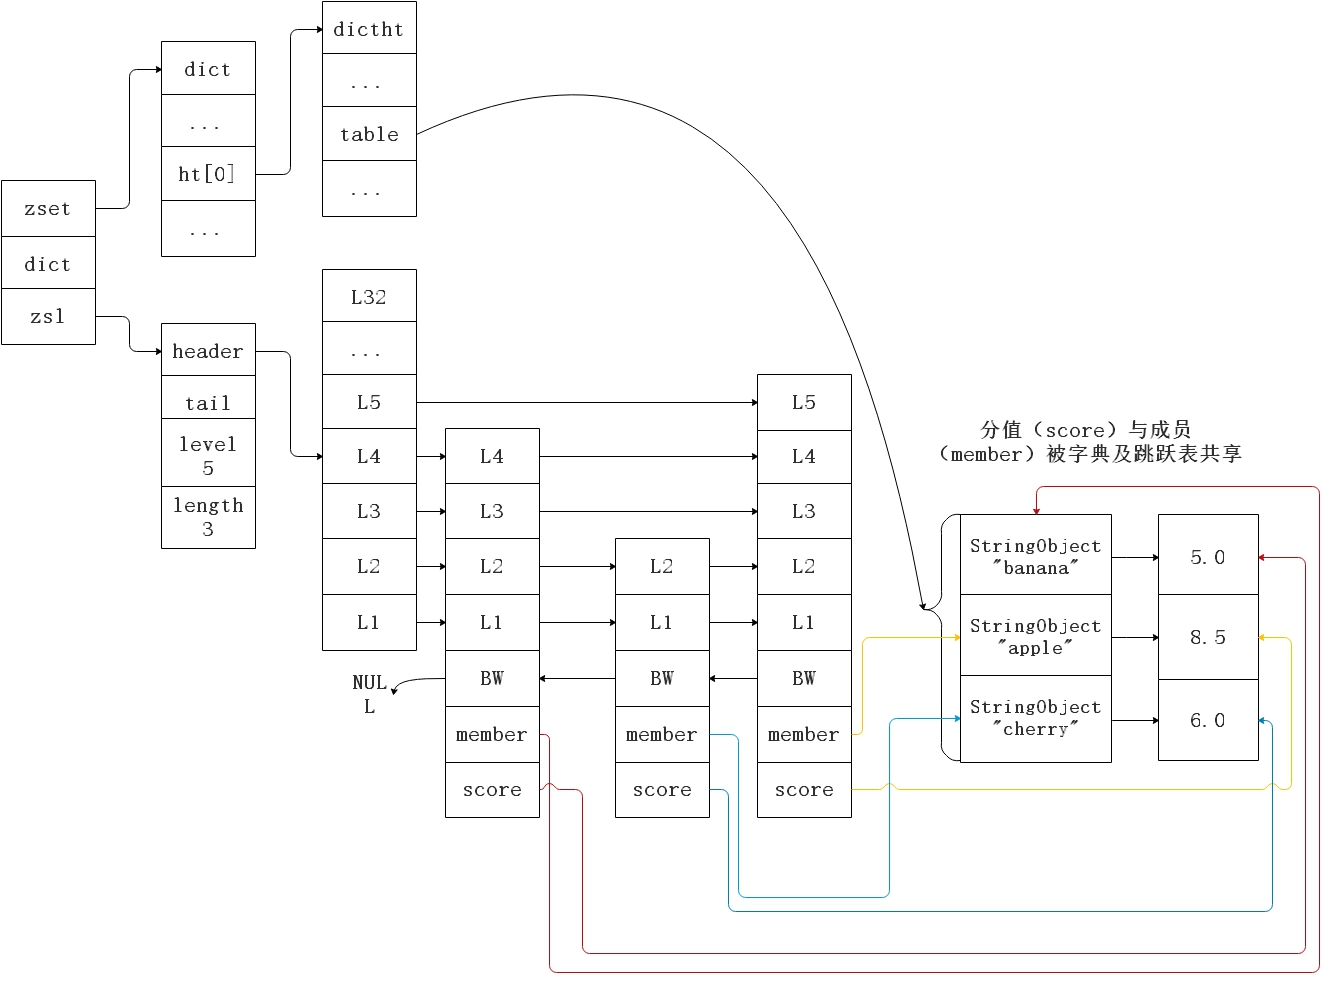 zset
dict
zsl
dict
...
ht[0]
...
dictht
...
table
...
header
tail
level
5
length
3
L32
...
L5
L4
L3
L2
L1
NUL
L
L4
L3
L2
L1
BW
member
score
L2
L1
BW
member
score
L5
L4
L3
L2
L1
BW
member
score
分值（score）与成员
（member）被字典及跳跃表共享
StringObject
"banana"
StringObject
"apple"
StringObject
"cherry"
5.0
8.5
6.0